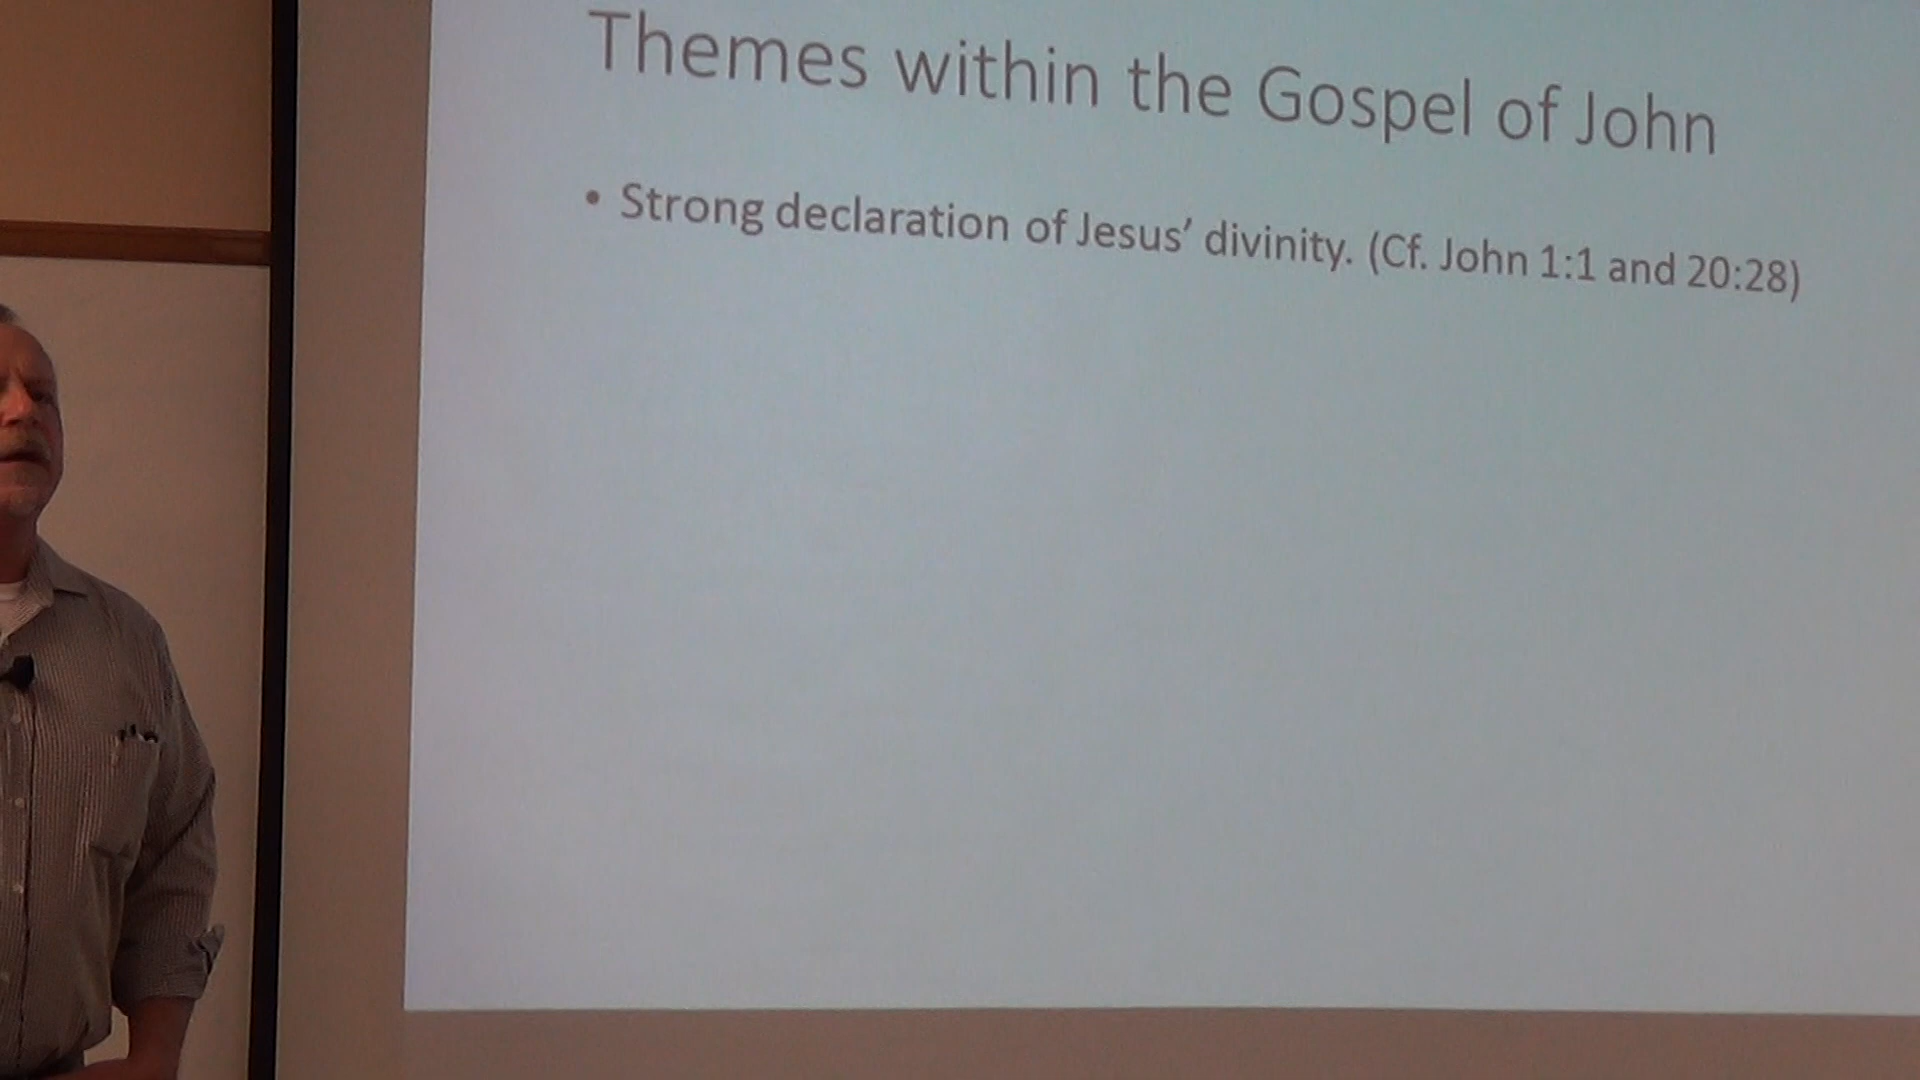 Themes within the Gospel of John
• Strong declaration of Jesus’ divinity. (Cf. John 1:1 and 20:28)